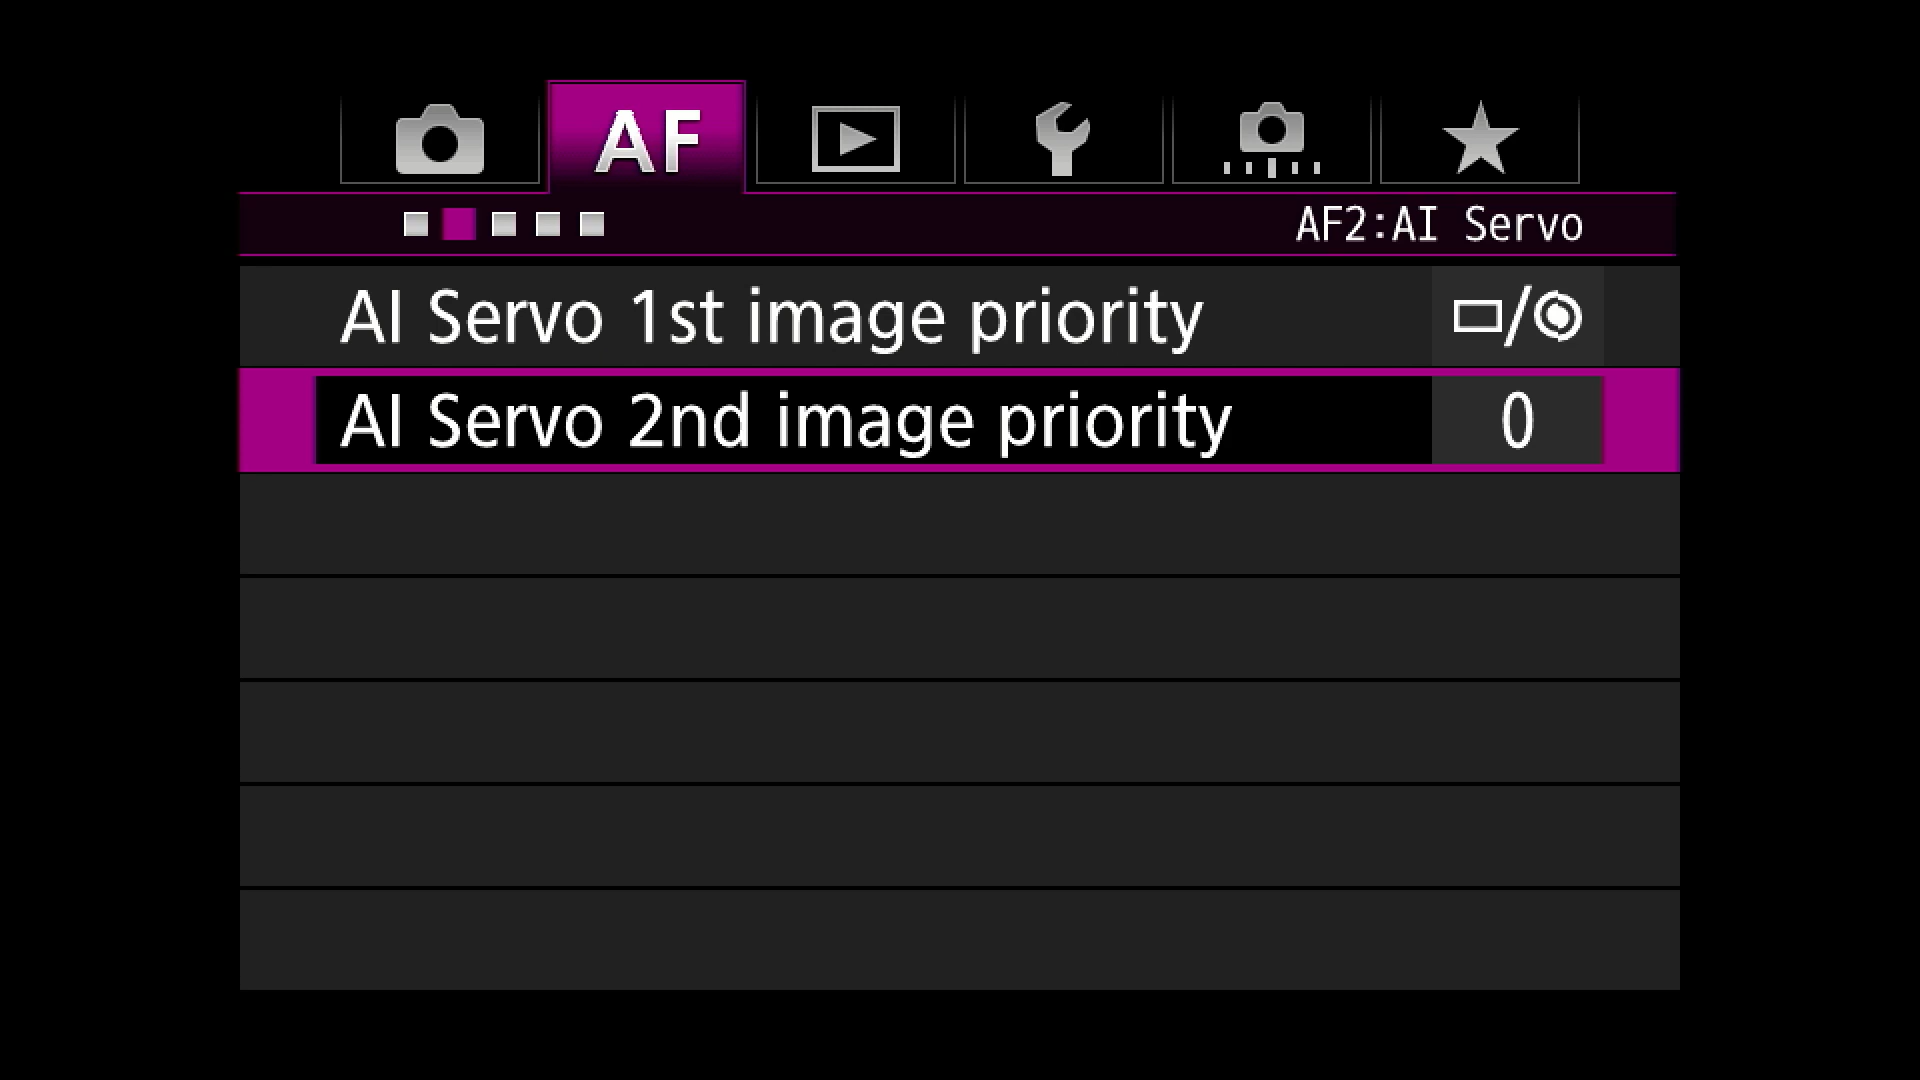 AF
AF2:AI Servo
AI Servo 1st image priority
AI Servo 2nd image priority 0